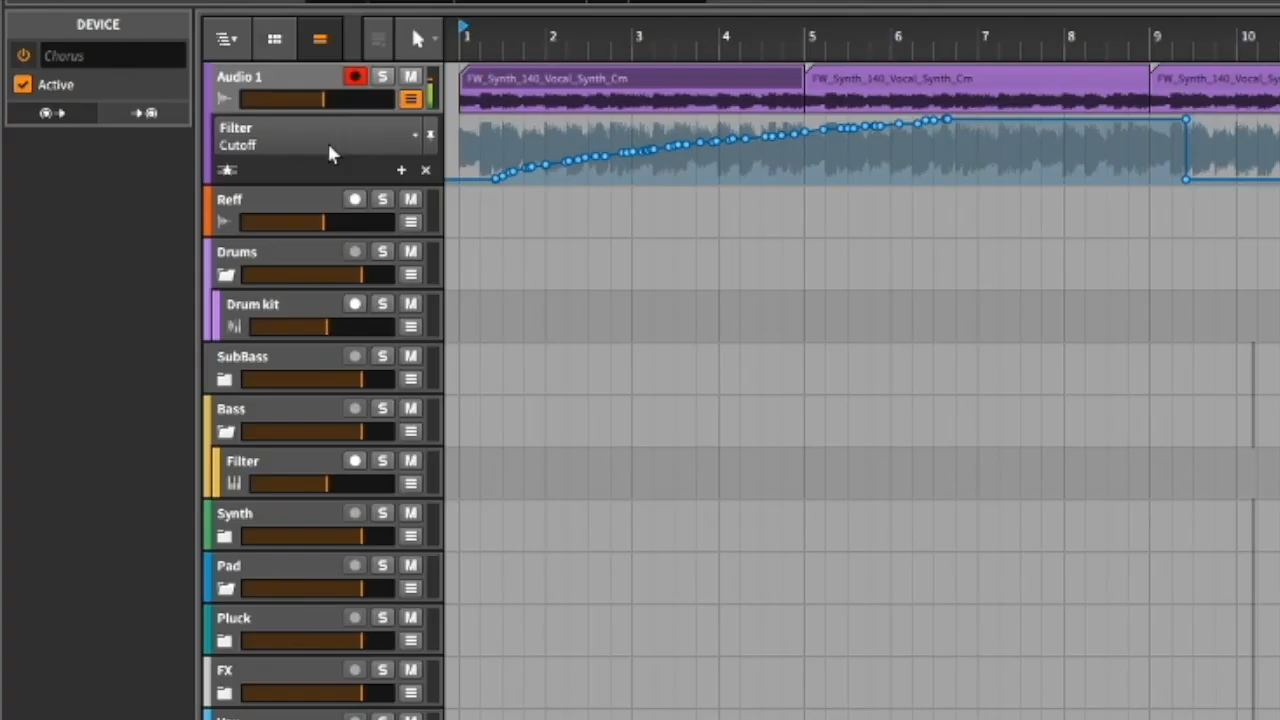 DEVICE
Chorus
Active
1 2 3 4 5 6 7 8 9 10
Audio 1 S M
FW_Synth_140_Vocal_Synth_Cm FW_Synth_140_Vocal_Synth_Cm FW_Synth_140_Vocal_Sy
Filter
Cutoff
Reff S M
Drums S M
Drum kit S M
SubBass S M
Bass S M
Filter S M
Synth S M
Pad S M
Pluck S M
FX S M